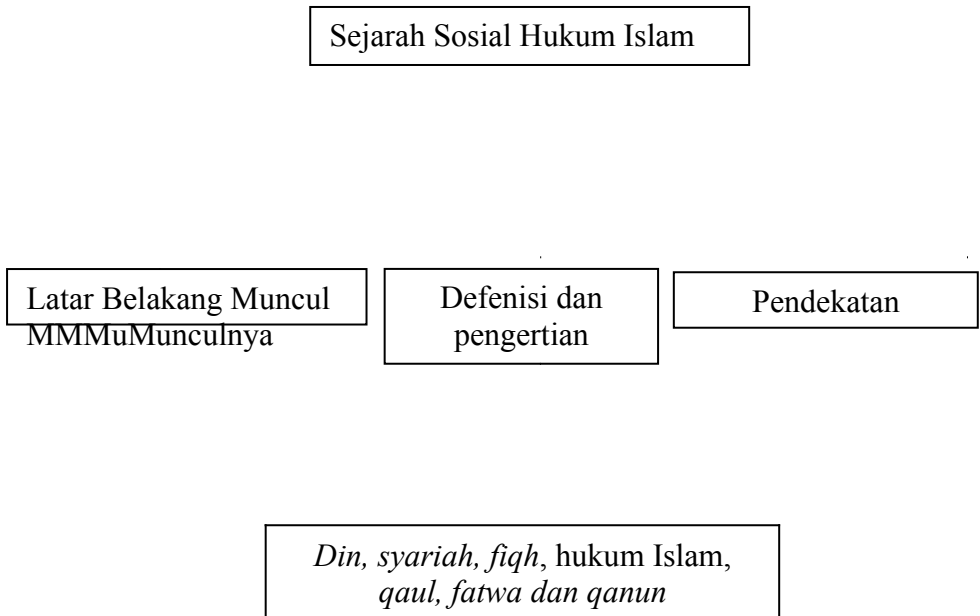 Sejarah Sosial Hukum Islam
Latar Belakang Muncul
MMMuMunculnya
Defenisi dan
pengertian
Pendekatan
Din, syariah, fiqh, hukum Islam,
qaul, fatwa dan qanun